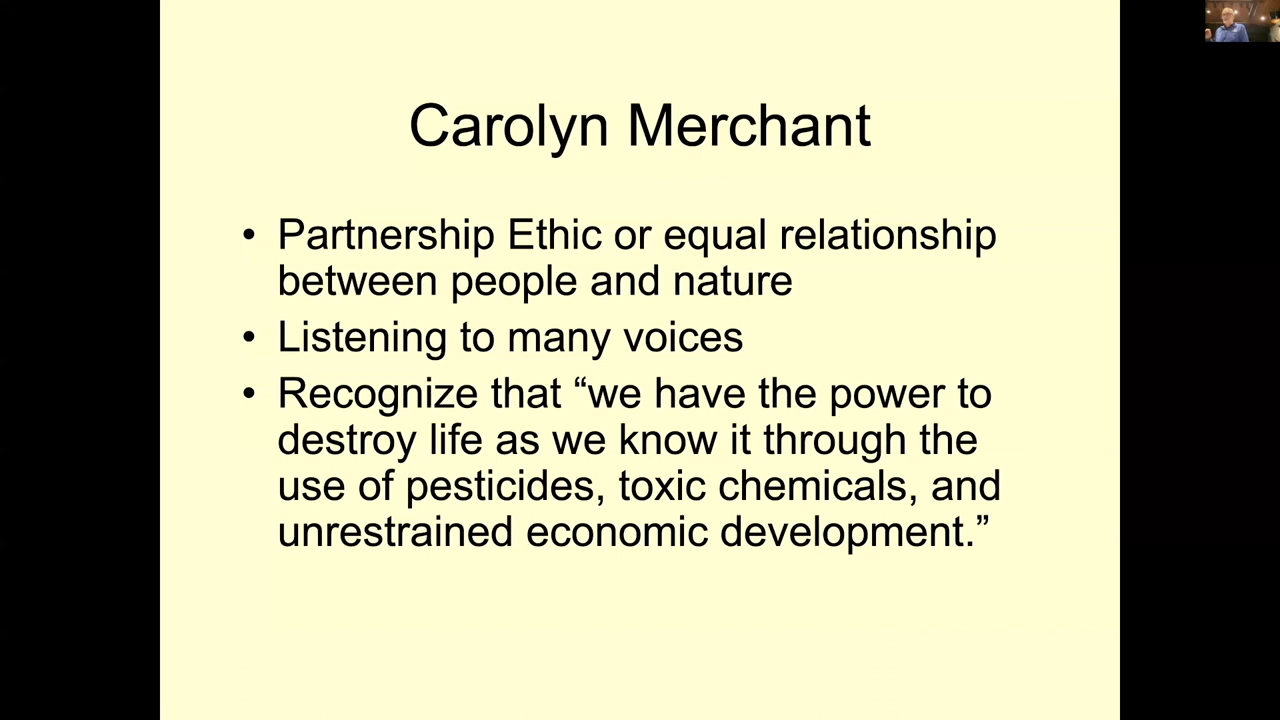 Carolyn Merchant
• Partnership Ethic or equal relationship
between people and nature
• Listening to many voices
• Recognize that “we have the power to
destroy life as we know it through the
use of pesticides, toxic chemicals, and
unrestrained economic development.”